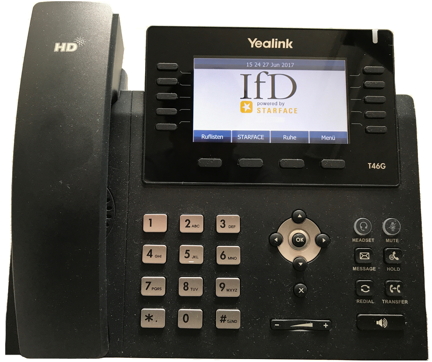 HD
Yealink
15 24 27 Jun 2017
IfD
powered by
STARFACE
Ruflisten STARFACE Ruhe Menü
T46G
1 2 ABC 3 DEF
4 GHI 5 JKL 6 MNO
7 PQRS 8 TUV 9 WXYZ
*. 0 # SEND
OK
HEADSET MUTE
MESSAGE HOLD
REDIAL TRANSFER
- +